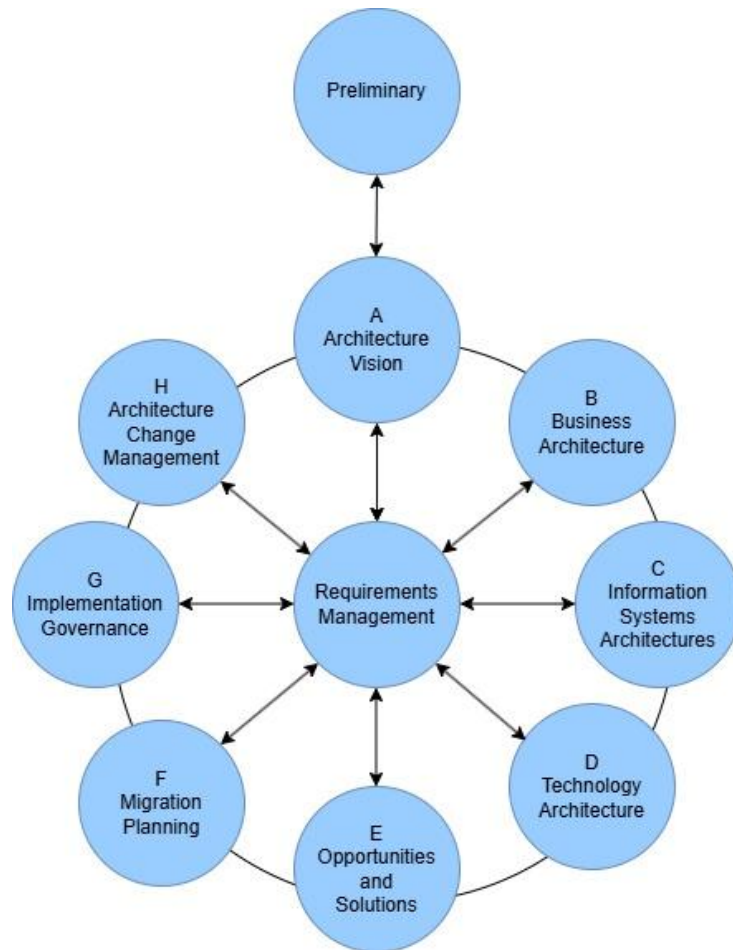 Preliminary
A
Architecture
Vision
H
Architecture
Change
Management
B
Business
Architecture
G
Implementation
Governance
Requirements
Management
C
Information
Systems
Architectures
F
Migration
Planning
D
Technology
Architecture
E
Opportunities
and
Solutions